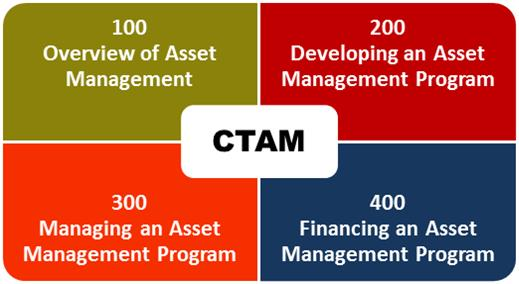 100
Overview of Asset
Management
200
Developing an Asset
Management Program
CTAM
300
Managing an Asset
Management Program
400
Financing an Asset
Management Program